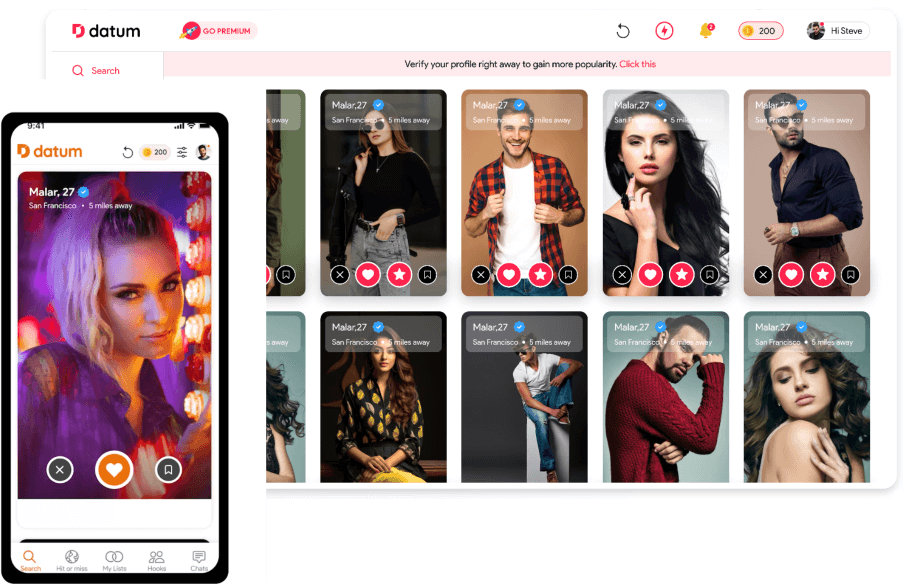 datum
GO PREMIUM
2
200
Hi Steve
Search
Verify your profile right away to gain more popularity. Click this
s away
Malar,27
San Francisco • 5 miles away
Malar,27
San Francisco • 5 miles away
Malar,27
San Francisco • 5 miles away
Malar,27
San Francisco • 5 miles away
s away
Malar,27
San Francisco • 5 miles away
Malar,27
San Francisco • 5 miles away
Malar,27
San Francisco • 5 miles away
Malar,27
San Francisco • 5 miles away
9:41
datum
200
Malar, 27
San Francisco • 5 miles away
Search
Hit or miss
My Lists
Hooks
Chats